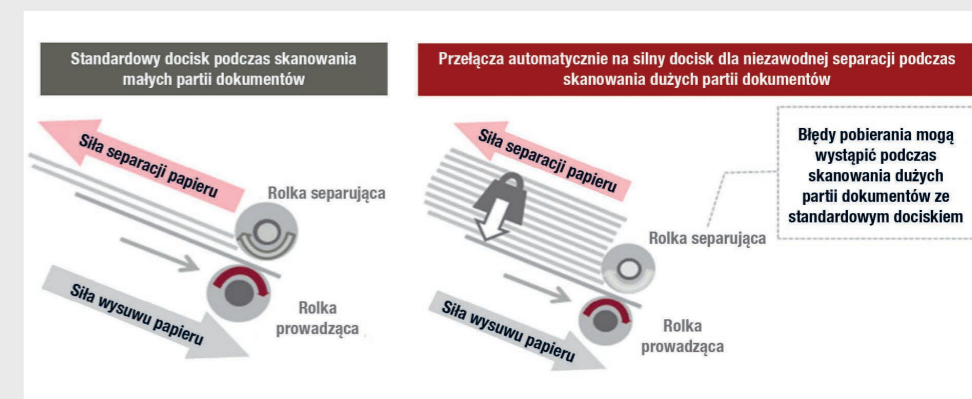 Standardowy docisk podczas skanowania
małych partii dokumentów
Siła separacji papieru
Rolka separująca
Rolka
prowadząca
Siła wysuwu papieru
Przełącza automatycznie na silny docisk dla niezawodnej separacji podczas
skanowania dużych partii dokumentów
Siła separacji papieru
Rolka separująca
Rolka
prowadząca
Siła wysuwu papieru
Błędy pobierania mogą
wystąpić podczas
skanowania dużych
partii dokumentów ze
standardowym dociskiem